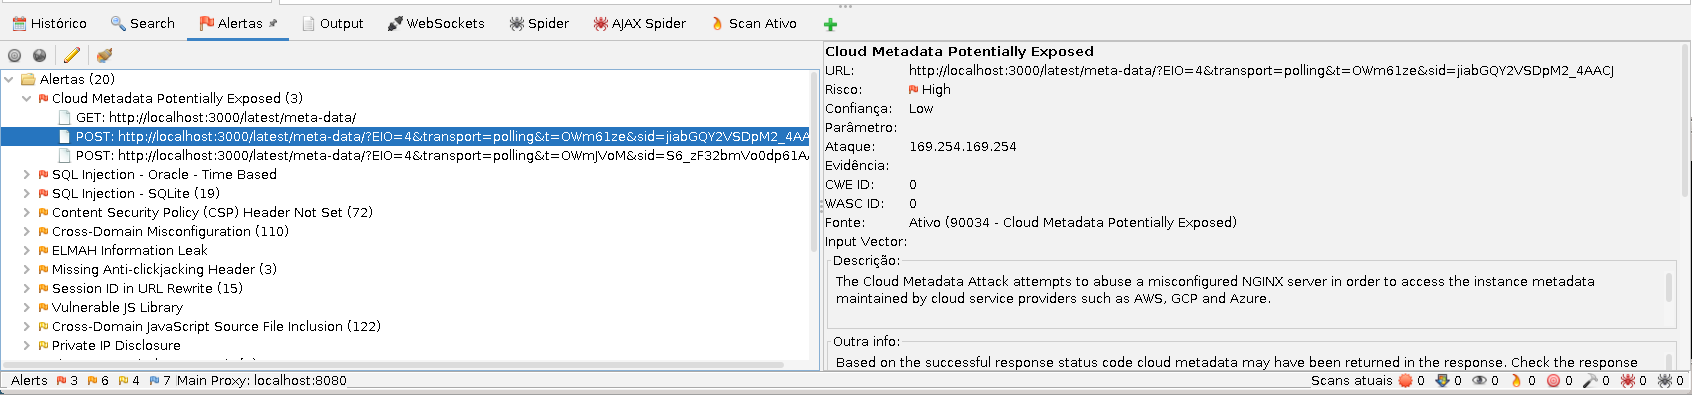 Histórico Search Alertas Output WebSockets Spider AJAX Spider Scan Ativo
Alertas (20)
Cloud Metadata Potentially Exposed (3)
GET: http://localhost:3000/latest/meta-data/
POST: http://localhost:3000/latest/meta-data/?EIO=4&transport=polling&t=OWm61ze&sid=jiabGQY2VSDpM2_4AA
POST: http://localhost:3000/latest/meta-data/?EIO=4&transport=polling&t=OWmJVoM&sid=S6_zF32bmVo0dp61A
SQL Injection - Oracle - Time Based
SQL Injection - SQLite (19)
Content Security Policy (CSP) Header Not Set (72)
Cross-Domain Misconfiguration (110)
ELMAH Information Leak
Missing Anti-clickjacking Header (3)
Session ID in URL Rewrite (15)
Vulnerable JS Library
Cross-Domain JavaScript Source File Inclusion (122)
Private IP Disclosure
Cloud Metadata Potentially Exposed
URL: http://localhost:3000/latest/meta-data/?EIO=4&transport=polling&t=OWm61ze&sid=jiabGQY2VSDpM2_4AACJ
Risco: High
Confiança: Low
Parâmetro:
Ataque: 169.254.169.254
Evidência:
CWE ID: 0
WASC ID: 0
Fonte: Ativo (90034 - Cloud Metadata Potentially Exposed)
Input Vector:
Descrição:
The Cloud Metadata Attack attempts to abuse a misconfigured NGINX server in order to access the instance metadata
maintained by cloud service providers such as AWS, GCP and Azure.
Outra info:
Based on the successful response status code cloud metadata may have been returned in the response. Check the response
Alerts 3 6 4 7 Main Proxy: localhost:8080
Scans atuais 0 0 0 0 0 0 0 0